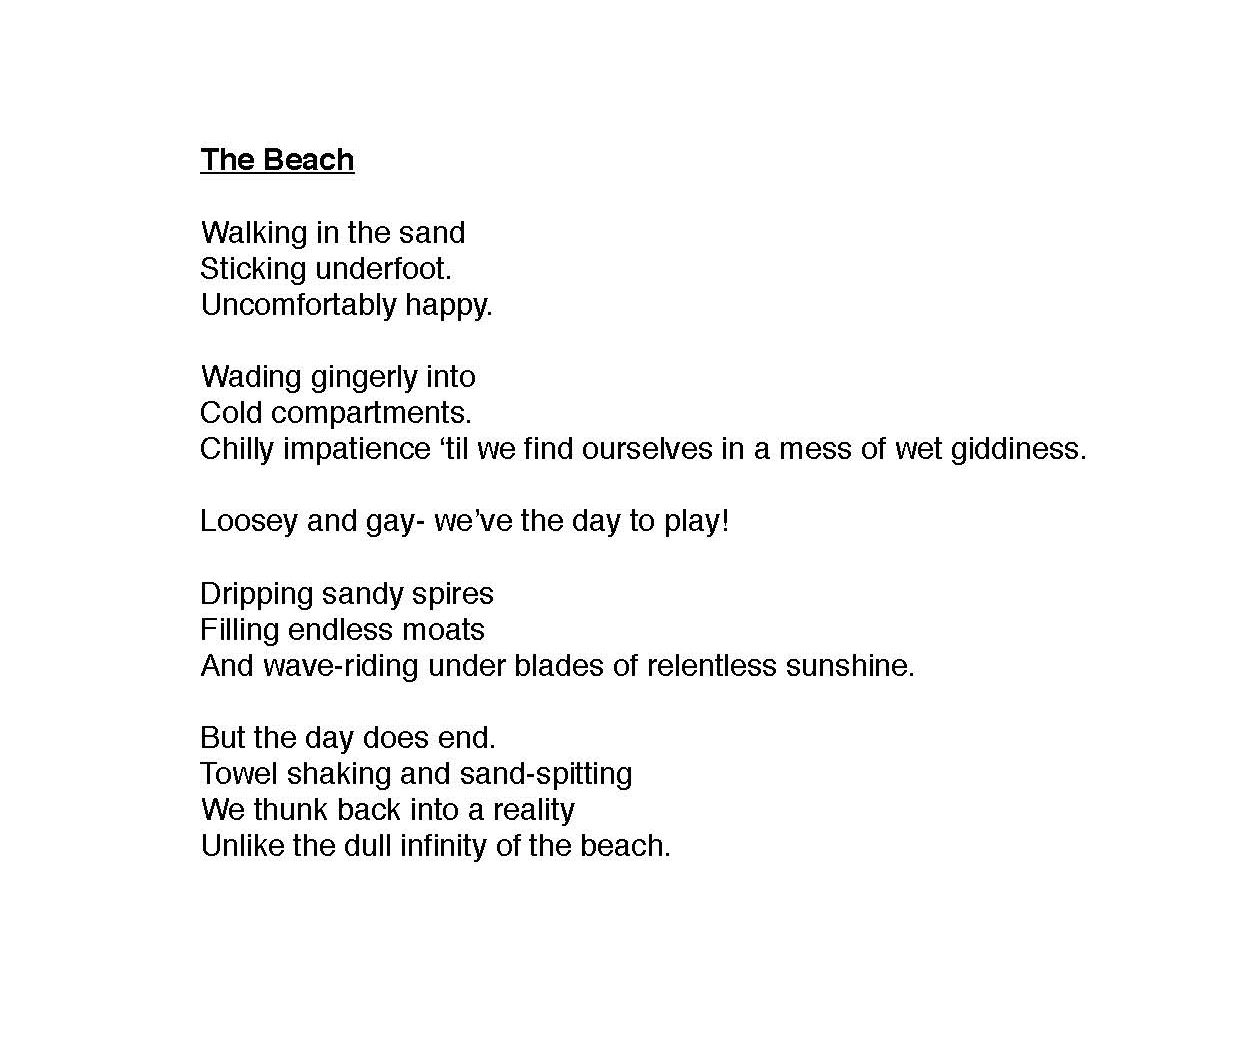 The Beach
Walking in the sand
Sticking underfoot.
Uncomfortably happy.
Wading gingerly into
Cold compartments.
Chilly impatience ‘til we find ourselves in a mess of wet giddiness.
Loosey and gay- we’ve the day to play!
Dripping sandy spires
Filling endless moats
And wave-riding under blades of relentless sunshine.
But the day does end.
Towel shaking and sand-spitting
We thunk back into a reality
Unlike the dull infinity of the beach.